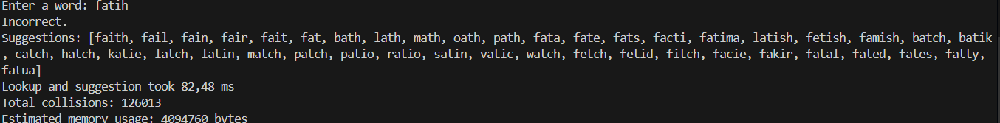 Enter a word: fatih
Incorrect.
Suggestions: [faith, fail, fain, fair, fait, fat, bath, lath, math, oath, path, fata, fate, fats, facti, fatima, latish, fetish, famish, batch, batik
, catch, hatch, katie, latch, latin, match, patch, patio, ratio, satin, vatic, watch, fetch, fetid, fitch, facie, fakir, fatal, fated, fates, fatty,
fatua]
Lookup and suggestion took 82,48 ms
Total collisions: 126013
Estimated memory usage: 4094760 bytes